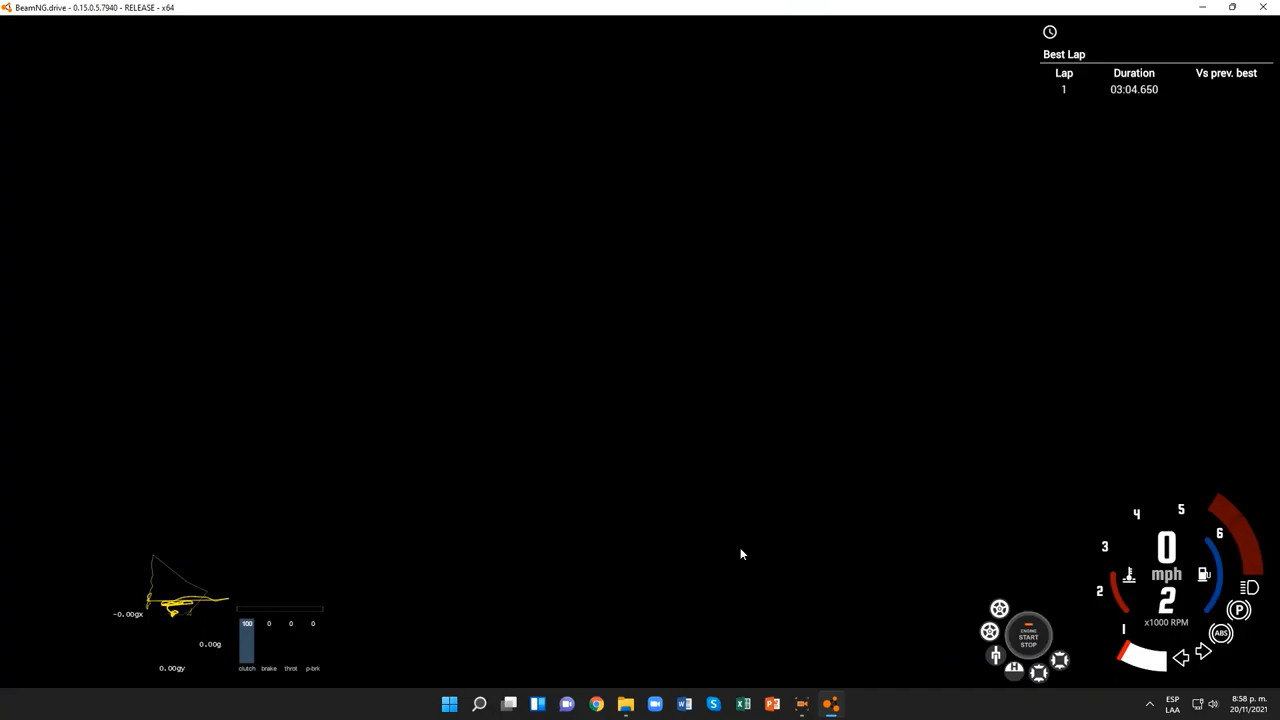 BeamNG.drive - 0.15.0.5.7940 - RELEASE - x64
Best Lap
Lap Duration Vs prev. best
1 03:04.650
5
4
6
3
0
mph
2
2
x1000 RPM
1
ENGINE
START
STOP
P
ABS
H
-0.00gx
0.00g
0.00gy
100 0 0 0
clutch brake throt p-brk
ESP
LAA
8:58 p. m.
20/11/2021